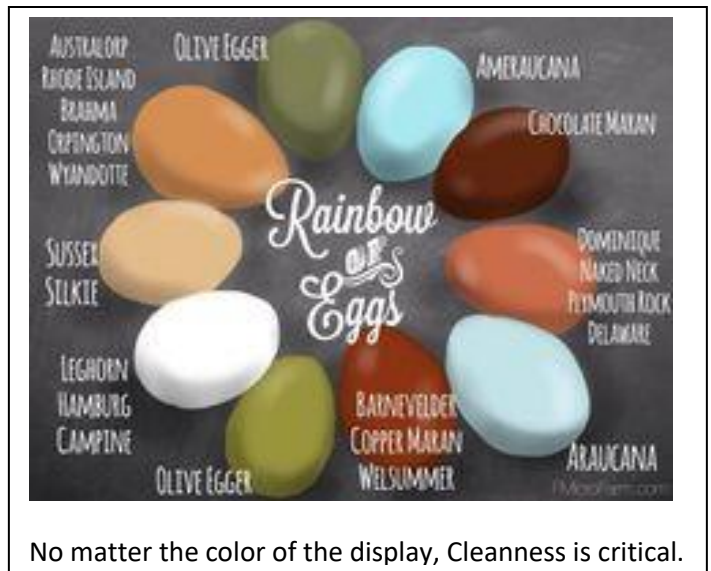 AUSTRALORP
RHODE ISLAND
BRAHMA
ORPINGTON
WYANDOTTE
OLIVE EGGER
AMERAUCANA
CHOCOLATE MARAN
Rainbow
OF
Eggs
SUSSEX
SILKIE
DOMINIQUE
NAKED NECK
PLYMOUTH ROCK
DELAWARE
LEGHORN
HAMBURG
CAMPINE
BARNEVELDER
COPPER MARAN
WELSUMMER
OLIVE EGGER
ARAUCANA
No matter the color of the display, Cleanness is critical.